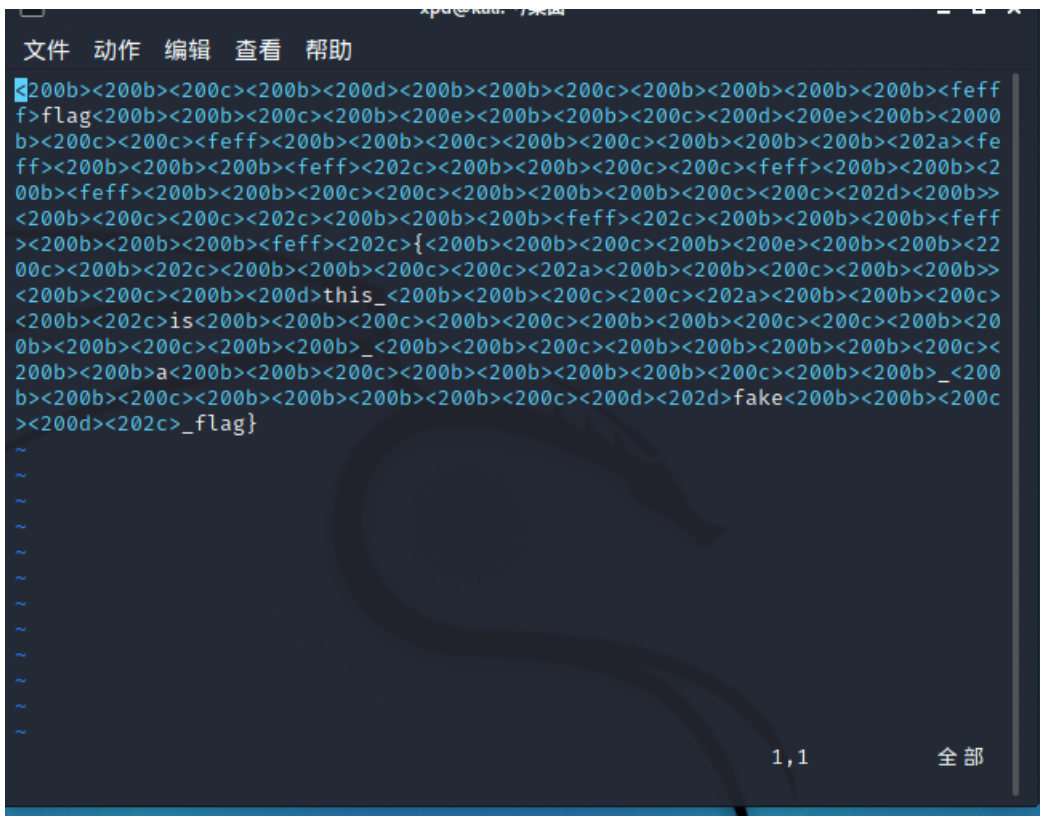 文件 动作 编辑 查看 帮助
<200b><200b><200c><200b><200d><200b><200b><200c><200b><200b><200b><200b><feff
f>flag<200b><200b><200c><200b><200e><200b><200b><200c><200d><200e><200b><2000
b><200c><200c><feff><200b><200b><200c><200b><200c><200b><200b><200b><202a><fe
ff><200b><200b><200b><feff><202c><200b><200b><200c><200c><feff><200b><200b><2
00b><feff><200b><200b><200c><200c><200b><200b><200b><200c><200c><202d><200b>>
<200b><200c><200c><202c><200b><200b><200b><feff><202c><200b><200b><200b><feff
><200b><200b><200b><feff><202c>{<200b><200b><200c><200b><200e><200b><200b><22
00c><200b><202c><200b><200b><200c><200c><202a><200b><200b><200c><200b><200b>>
<200b><200c><200b><200d>this_<200b><200b><200c><200c><202a><200b><200b><200c>
<200b><202c>is<200b><200b><200c><200b><200c><200b><200b><200c><200c><200b><20
0b><200b><200c><200b><200b>_<200b><200b><200c><200b><200b><200b><200b><200c><
200b><200b>a<200b><200b><200c><200b><200b><200b><200b><200c><200b><200b>_<200
b><200b><200c><200b><200b><200b><200b><200c><200d><202d>fake<200b><200b><200c
><200d><202c>_flag}
~
~
~
~
~
~
~
~
~
~
~
~
1,1 全部